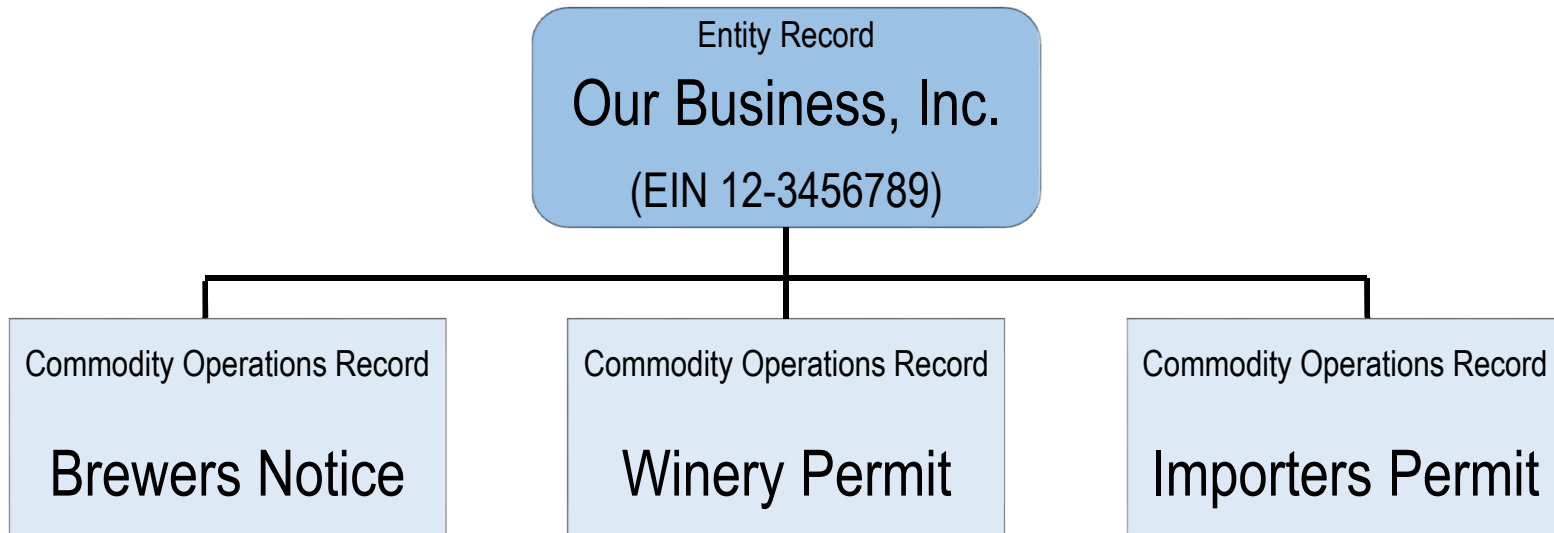 Entity Record
Our Business, Inc.
(EIN 12-3456789)
Commodity Operations Record
Brewers Notice
Commodity Operations Record
Winery Permit
Commodity Operations Record
Importers Permit